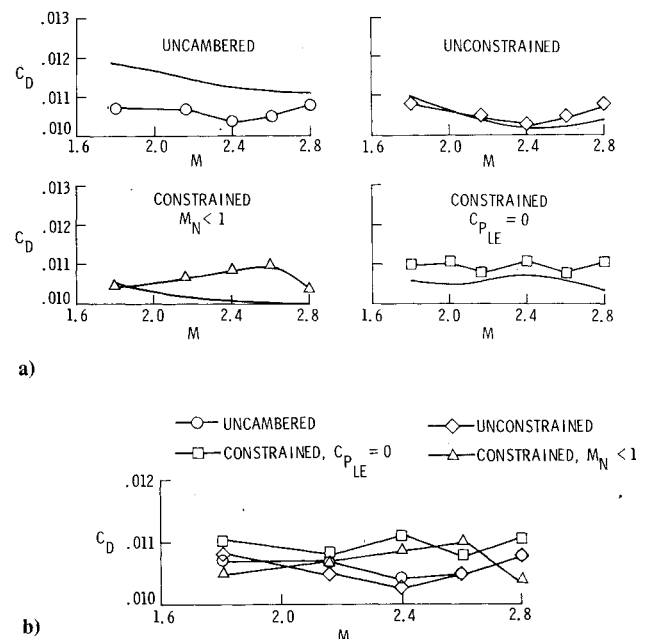 .013
UNCAMBERED
UNCONSTRAINED
.012
C_D
.011
.010
1.6 2.0 2.4 2.8 1.6 2.0 2.4 2.8
M M
.012
CONSTRAINED
M_N < 1
CONSTRAINED
C_P_LE = 0
C_D .011
.010
1.6 2.0 2.4 2.8 1.6 2.0 2.4 2.8
M M
a)
UNCAMBERED UNCONSTRAINED
CONSTRAINED, C_P_LE = 0 CONSTRAINED, M_N < 1
.012
C_D .011
.010
1.6 2.0 2.4 2.8
b) M